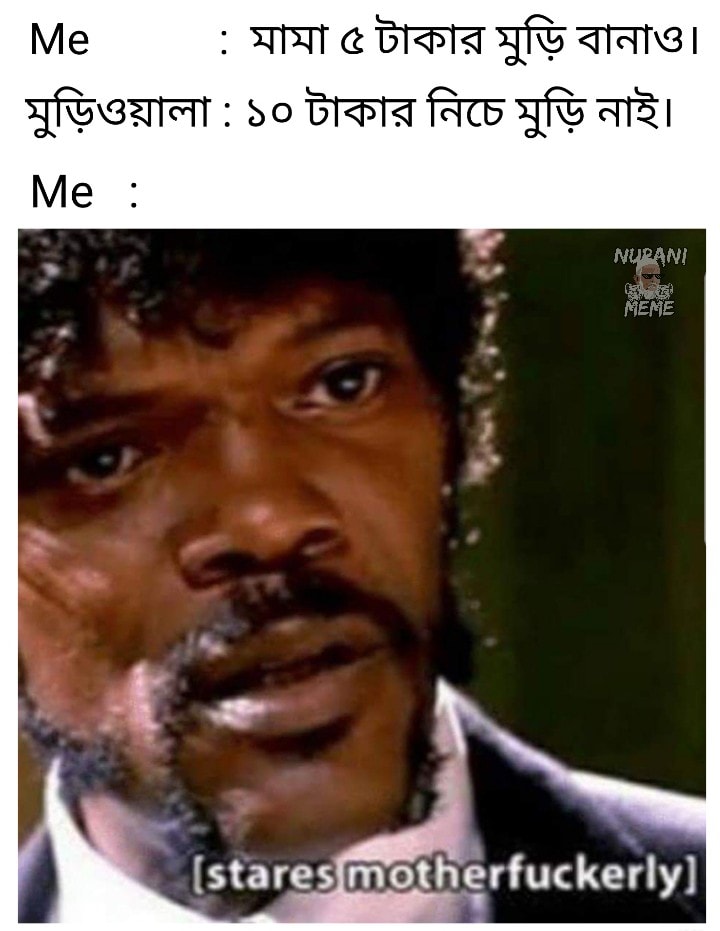 Me : মামা ৫ টাকার মুড়ি বানাও।
মুড়িওয়ালা : ১০ টাকার নিচে মুড়ি নাই।
Me :
NURANI
MEME
[stares motherfuckerly]